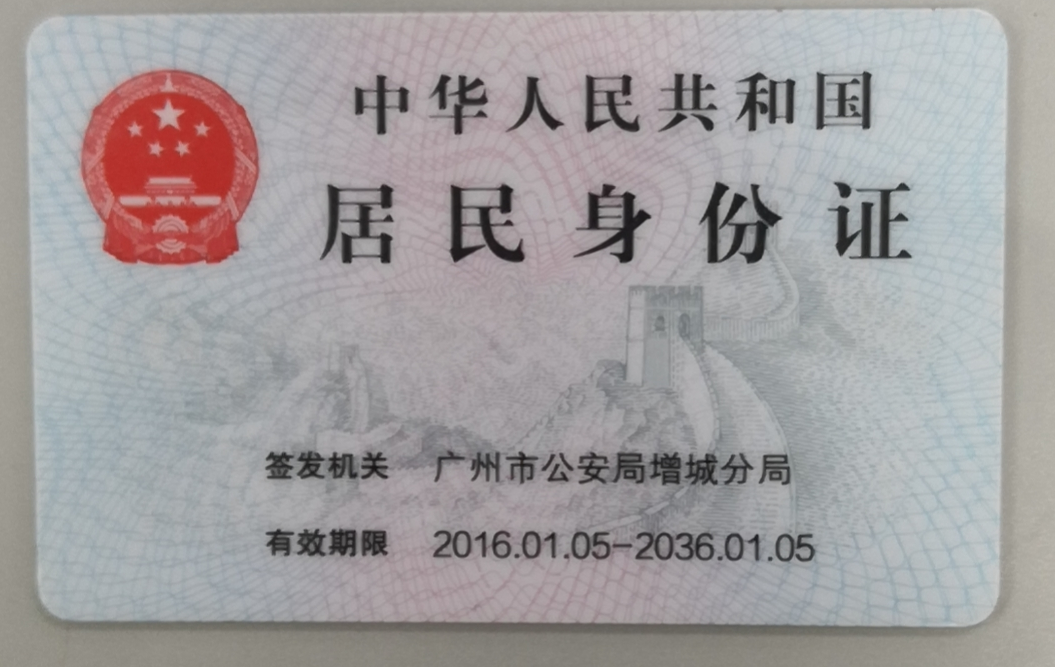 中华人民共和国
居民身份证
签发机关 广州市公安局增城分局
有效期限 2016.01.05-2036.01.05